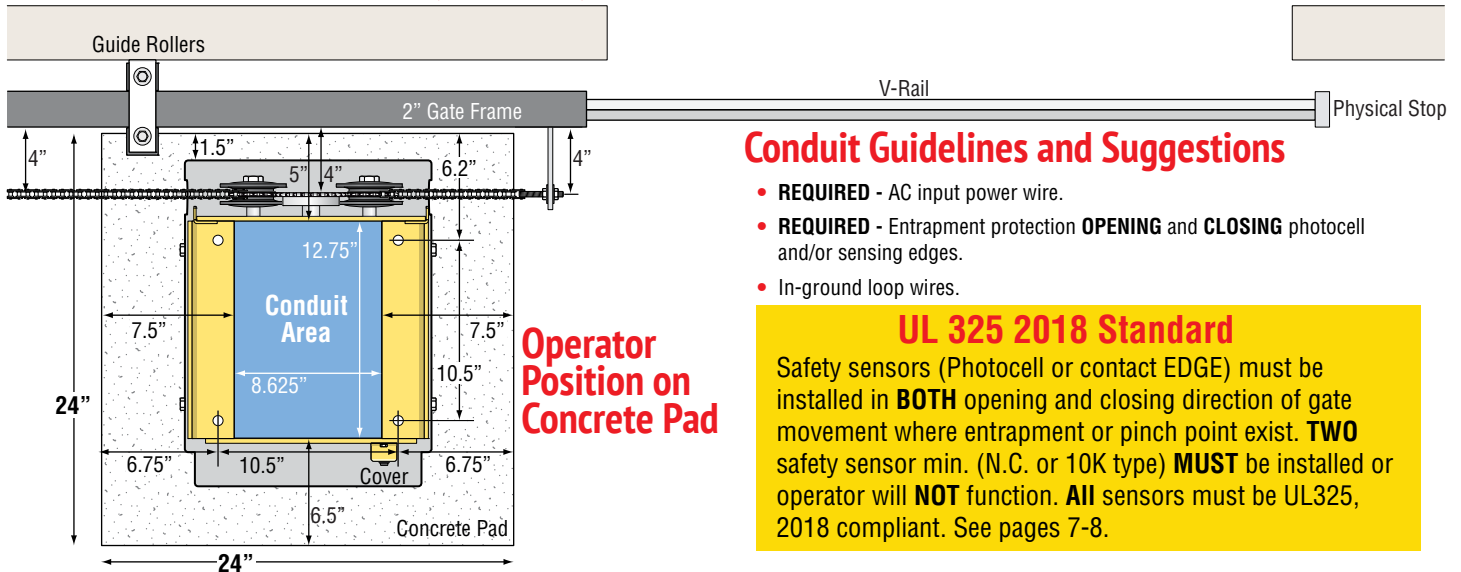 Guide Rollers
2” Gate Frame
V-Rail
Physical Stop
4”
1.5”
5”
4”
6.2”
4”
12.75”
Conduit
Area
7.5”
7.5”
8.625”
10.5”
24”
6.75”
10.5”
6.75”
Cover
6.5”
Concrete Pad
24”
Operator
Position on
Concrete Pad
Conduit Guidelines and Suggestions
• REQUIRED - AC input power wire.
• REQUIRED - Entrapment protection OPENING and CLOSING photocell
and/or sensing edges.
• In-ground loop wires.
UL 325 2018 Standard
Safety sensors (Photocell or contact EDGE) must be
installed in BOTH opening and closing direction of gate
movement where entrapment or pinch point exist. TWO
safety sensor min. (N.C. or 10K type) MUST be installed or
operator will NOT function. All sensors must be UL325,
2018 compliant. See pages 7-8.